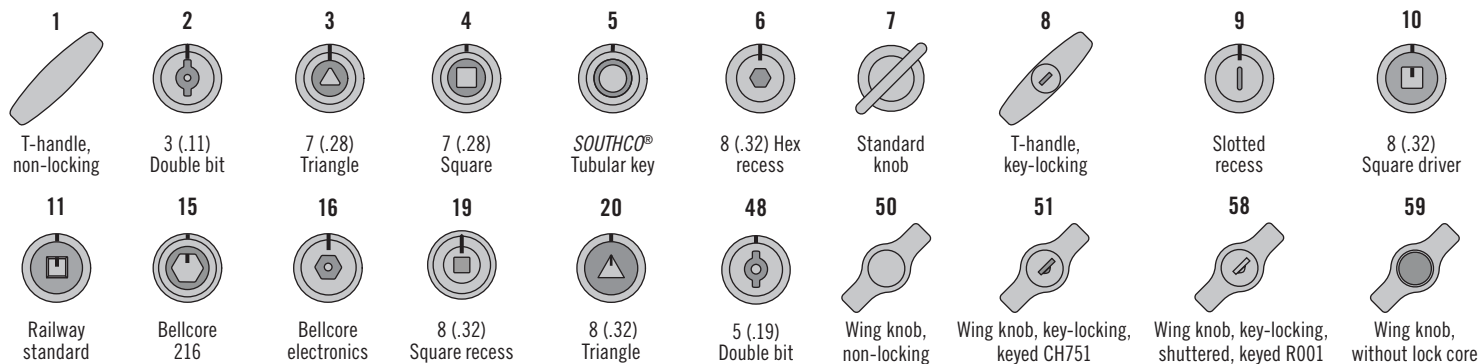 1 2 3 4 5 6 7 8 9 10
T-handle, non-locking
3 (.11) Double bit
7 (.28) Triangle
7 (.28) Square
SOUTHCO® Tubular key
8 (.32) Hex recess
Standard knob
T-handle, key-locking
Slotted recess
8 (.32) Square driver
11 15 16 19 20 48 50 51 58 59
Railway standard
Bellcore 216
Bellcore electronics
8 (.32) Square recess
8 (.32) Triangle
5 (.19) Double bit
Wing knob, non-locking
Wing knob, key-locking, keyed CH751
Wing knob, key-locking, shuttered, keyed R001
Wing knob, without lock core